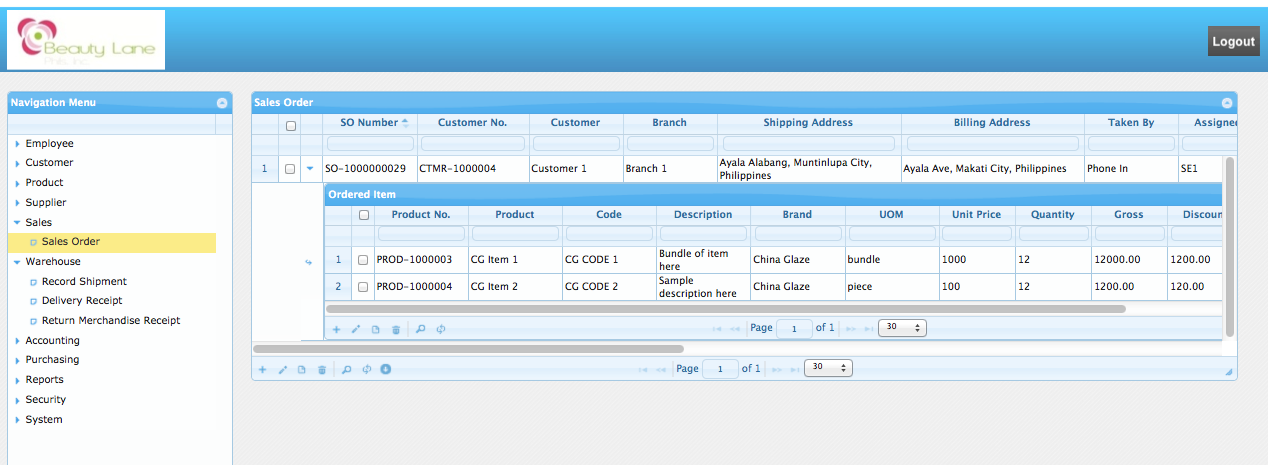 Beauty Lane
Phils. Inc.
Logout
Navigation Menu
Employee
Customer
Product
Supplier
Sales
Sales Order
Warehouse
Record Shipment
Delivery Receipt
Return Merchandise Receipt
Accounting
Purchasing
Reports
Security
System
Sales Order
SO Number Customer No. Customer Branch Shipping Address Billing Address Taken By Assignee
1 SO-1000000029 CTMR-1000004 Customer 1 Branch 1 Ayala Alabang, Muntinlupa City, Ayala Ave, Makati City, Philippines Phone In SE1
Philippines
Ordered Item
Product No. Product Code Description Brand UOM Unit Price Quantity Gross Discoun
1 PROD-1000003 CG Item 1 CG CODE 1 Bundle of item China Glaze bundle 1000 12 12000.00 1200.00
here
2 PROD-1000004 CG Item 2 CG CODE 2 Sample China Glaze piece 100 12 1200.00 120.00
description here
Page 1 of 1 30
Page 1 of 1 30